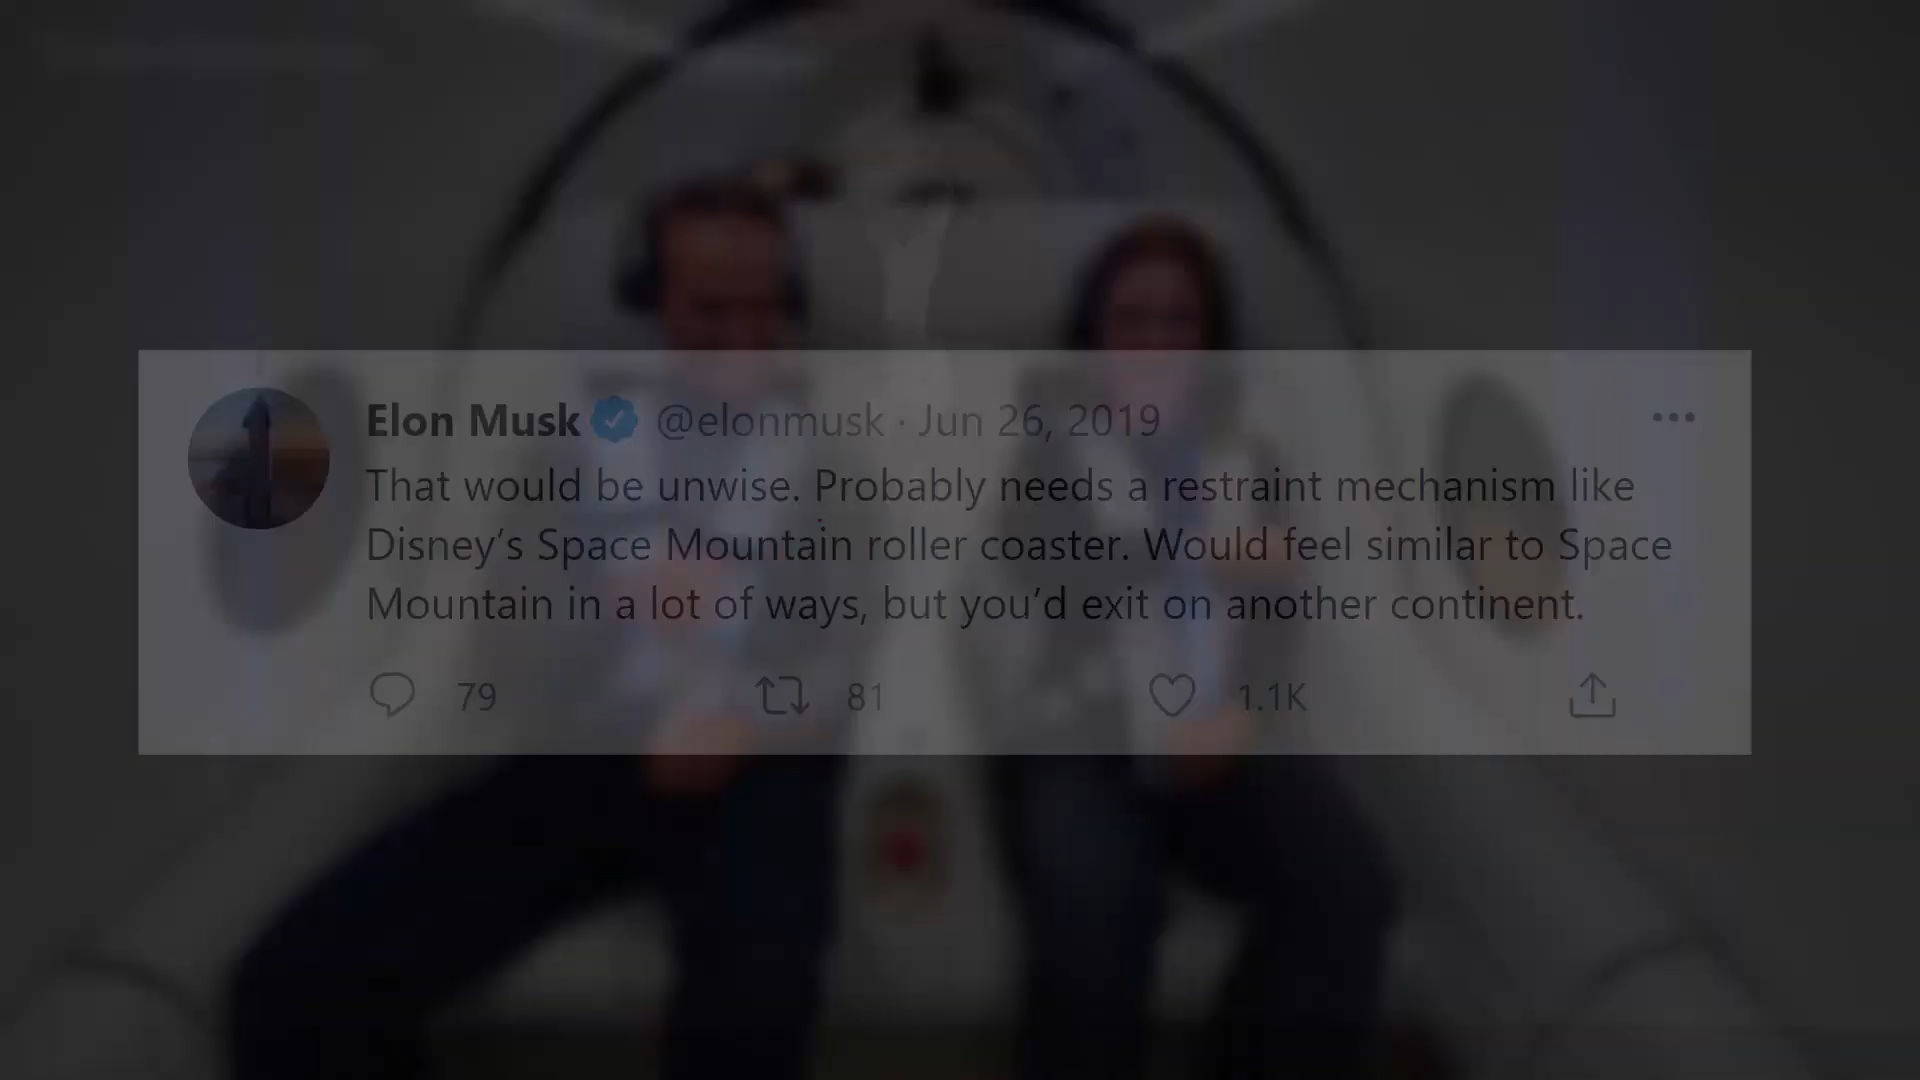 Elon Musk @elonmusk · Jun 26, 2019
That would be unwise. Probably needs a restraint mechanism like
Disney’s Space Mountain roller coaster. Would feel similar to Space
Mountain in a lot of ways, but you’d exit on another continent.
79 81 1.1K